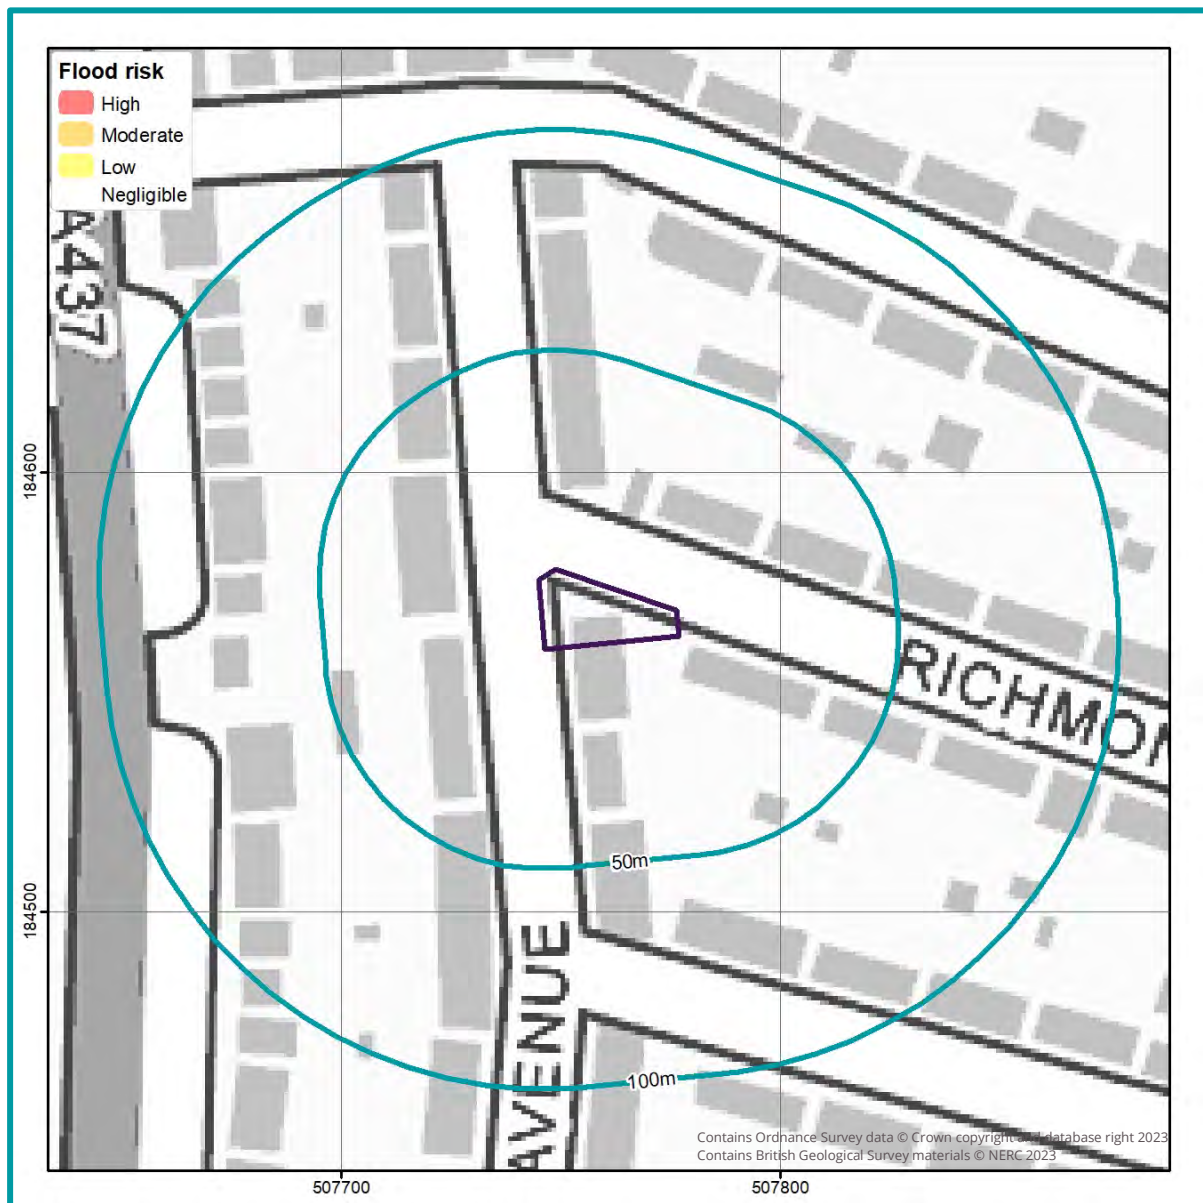 Flood risk
High
Moderate
Low
Negligible
A437
184600
RICHMON
50m
184500
AVENUE
100m
Contains Ordnance Survey data © Crown copyright and database right 2023
Contains British Geological Survey materials © NERC 2023
507700
507800